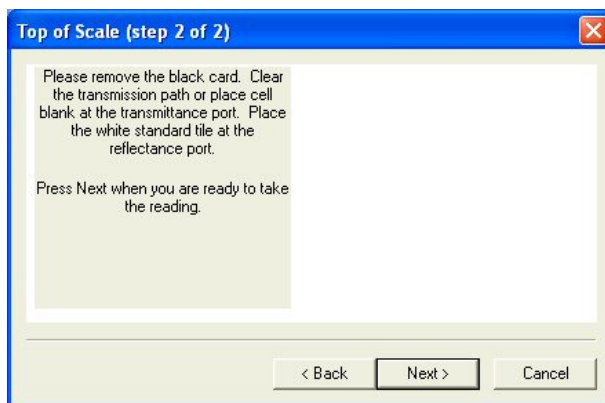 Top of Scale (step 2 of 2)
Please remove the black card. Clear
the transmission path or place cell
blank at the transmittance port. Place
the white standard tile at the
reflectance port.
Press Next when you are ready to take
the reading.
< Back
Next >
Cancel